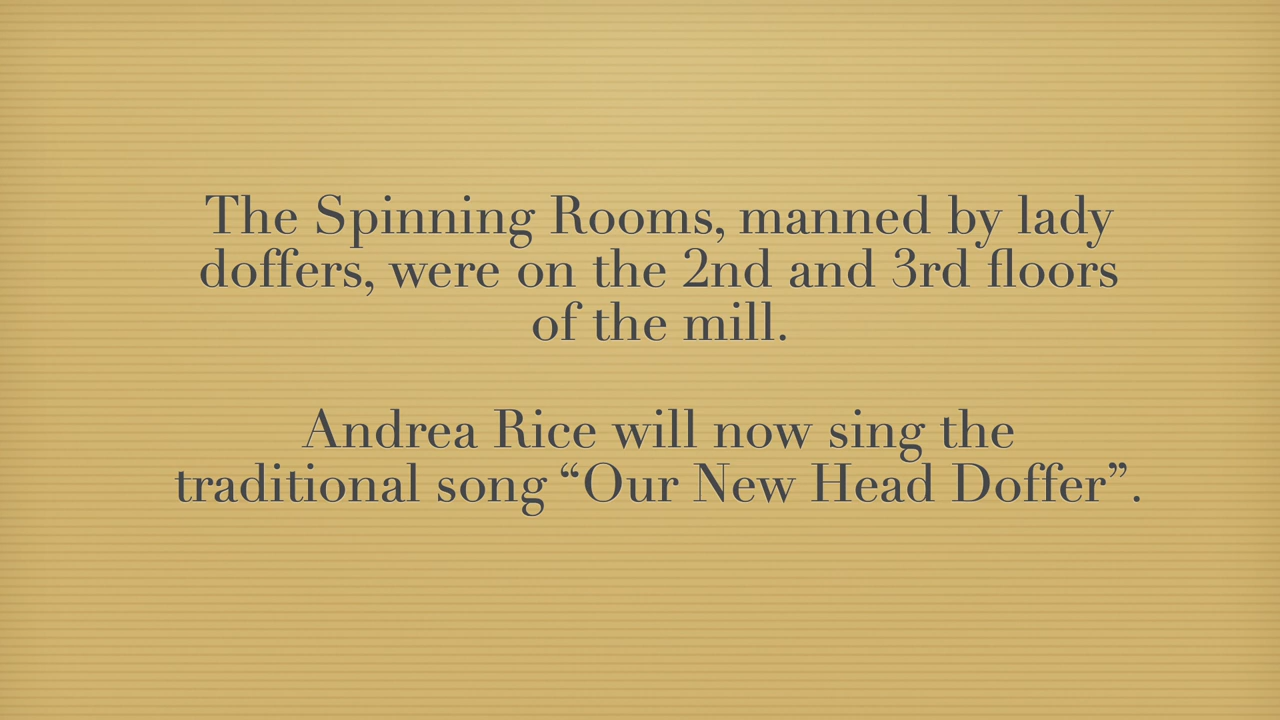 The Spinning Rooms, manned by lady
doffers, were on the 2nd and 3rd floors
of the mill.
Andrea Rice will now sing the
traditional song “Our New Head Doffer”.